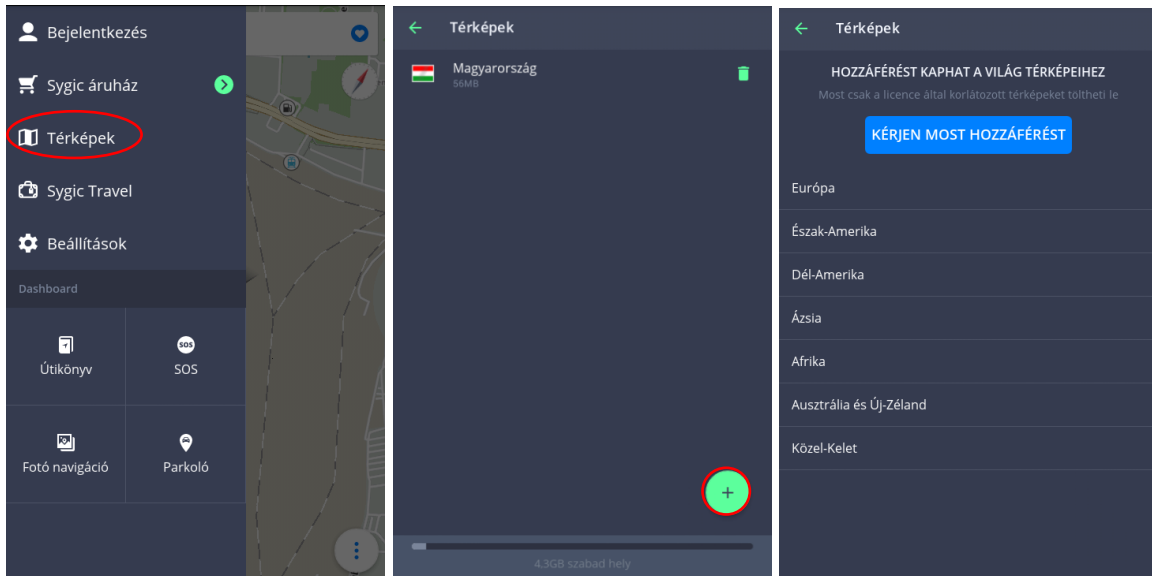 Bejelentkezés
Sygic áruház
Térképek
Sygic Travel
Beállítások
Dashboard
Útikönyv
SOS
SOS
Fotó navigáció
Parkoló
Térképek
Magyarország
56MB
4.3GB szabad hely
Térképek
HOZZÁFÉRÉST KAPHAT A VILÁG TÉRKÉPEIHEZ
Most csak a licence által korlátozott térképeket töltheti le
KÉRJEN MOST HOZZÁFÉRÉST
Európa
Észak-Amerika
Dél-Amerika
Ázsia
Afrika
Ausztrália és Új-Zéland
Közel-Kelet